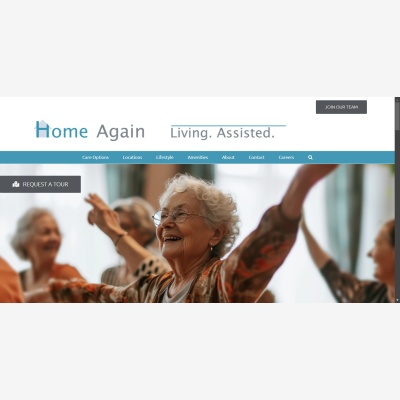 JOIN OUR TEAM
Home Again
Living. Assisted.
Care Options Locations Lifestyle Amenities About Contact Careers
REQUEST A TOUR